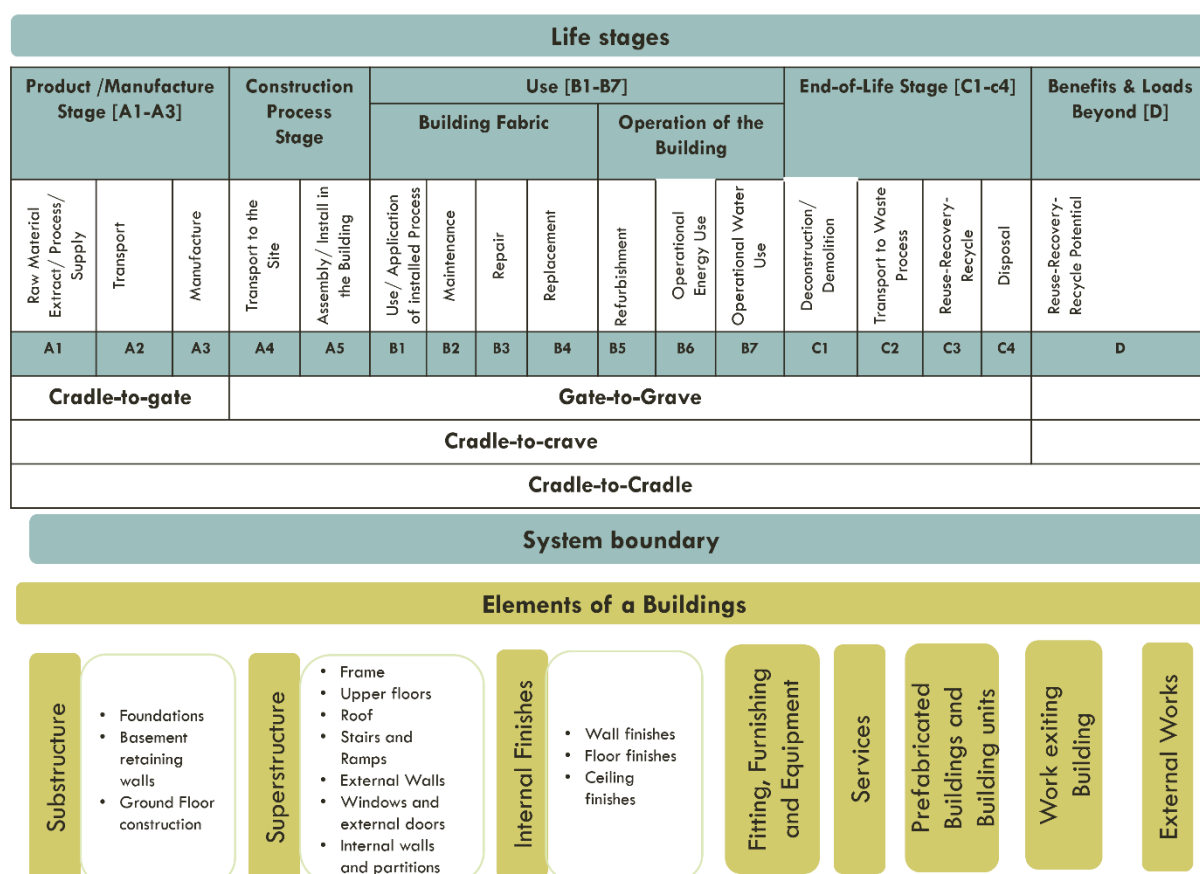 Life stages
Product /Manufacture
Stage [A1-A3]
Construction
Process
Stage
Use [B1-B7]
End-of-Life Stage [C1-c4]
Benefits & Loads
Beyond [D]
Building Fabric
Operation of the
Building
Raw Material
Extract/ Process/
Supply
Transport
Manufacture
Transport to the
Site
Assembly/ Install in
the Building
Use/ Application
of installed Process
Maintenance
Repair
Replacement
Refurbishment
Operational
Energy Use
Operational Water
Use
Deconstruction/
Demolition
Transport to Waste
Process
Reuse-Recovery-
Recycle
Disposal
Reuse-Recovery-
Recycle Potential
A1
A2
A3
A4
A5
B1
B2
B3
B4
B5
B6
B7
C1
C2
C3
C4
D
Cradle-to-gate
Gate-to-Grave
Cradle-to-crave
Cradle-to-Cradle
System boundary
Elements of a Buildings
Substructure
• Foundations
• Basement
retaining
walls
• Ground Floor
construction
Superstructure
• Frame
• Upper floors
• Roof
• Stairs and
Ramps
• External Walls
• Windows and
external doors
• Internal walls
and partitions
Internal Finishes
• Wall finishes
• Floor finishes
• Ceiling
finishes
Fitting, Furnishing
and Equipment
Services
Prefabricated
Buildings and
Building units
Work exiting
Building
External Works